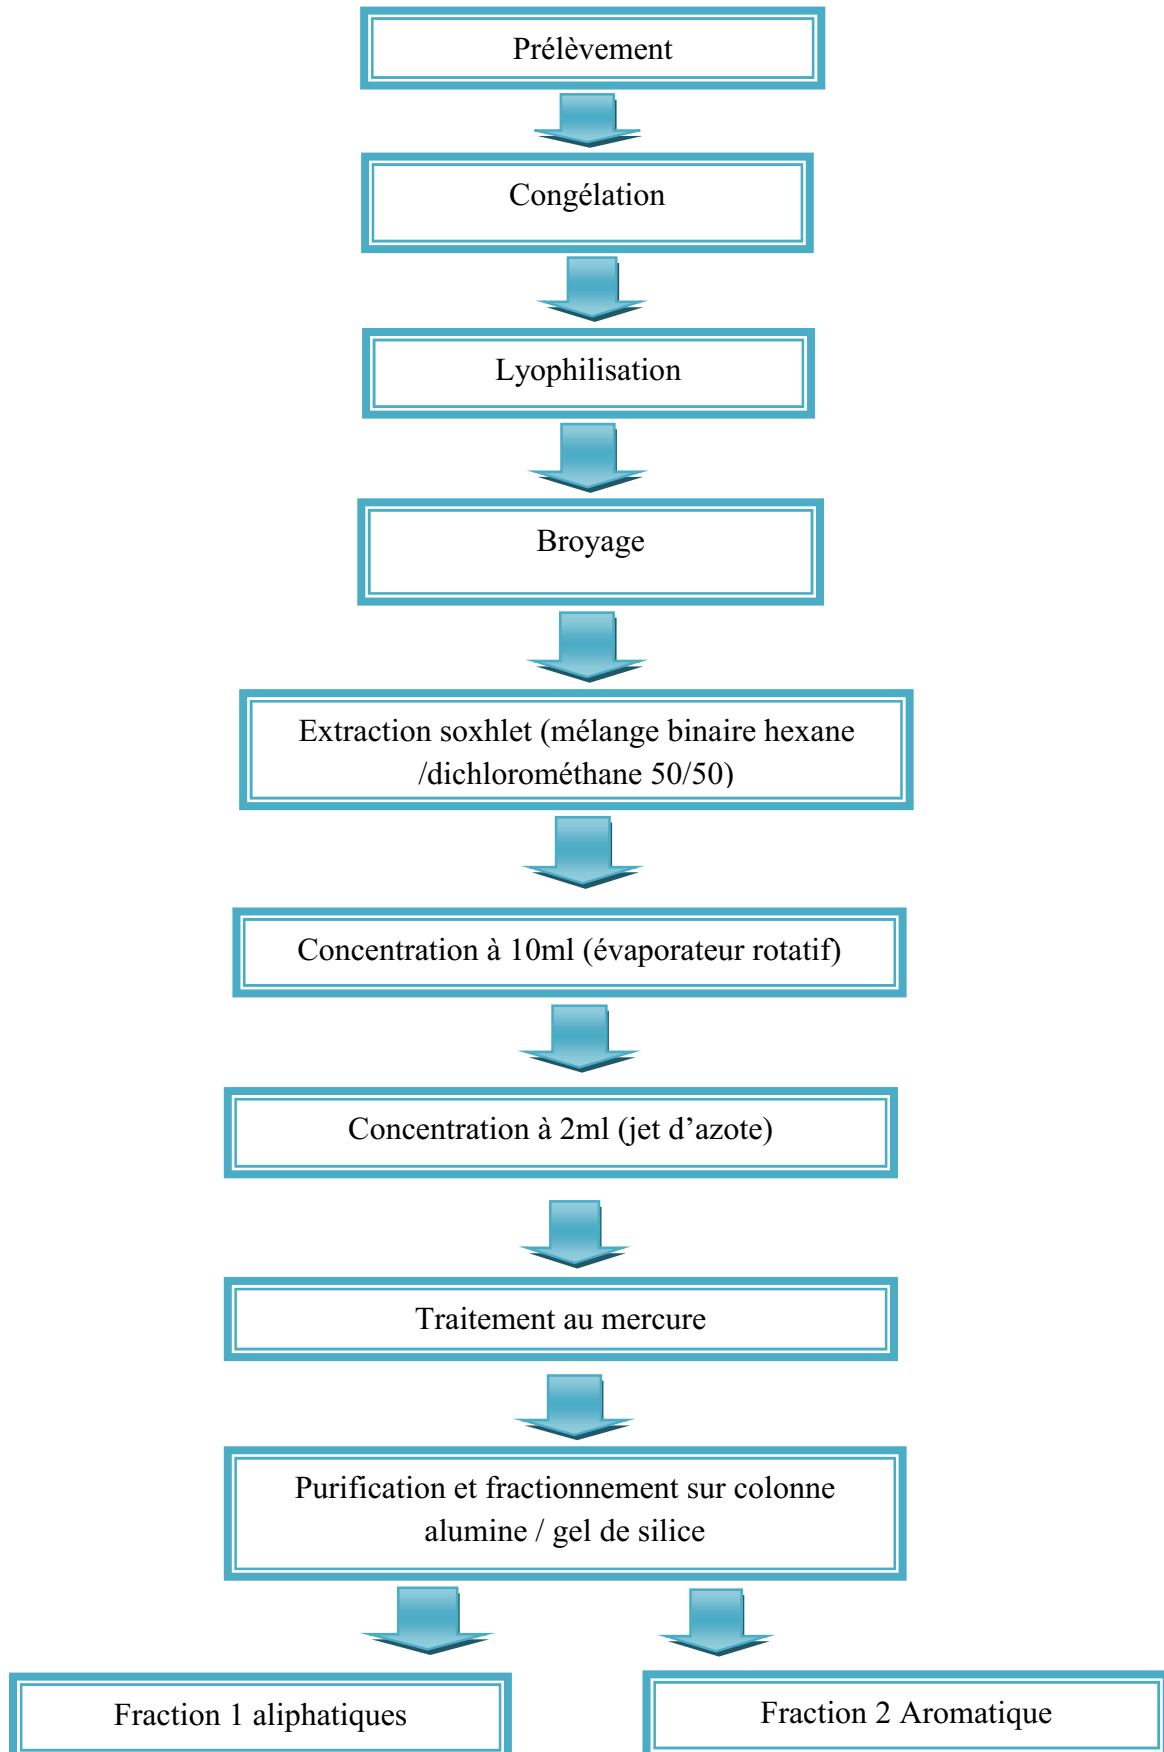 Prélèvement
Congélation
Lyophilisation
Broyage
Extraction soxhlet (mélange binaire hexane
/dichlorométhane 50/50)
Concentration à 10ml (évaporateur rotatif)
Concentration à 2ml (jet d’azote)
Traitement au mercure
Purification et fractionnement sur colonne
alumine / gel de silice
Fraction 1 aliphatiques
Fraction 2 Aromatique